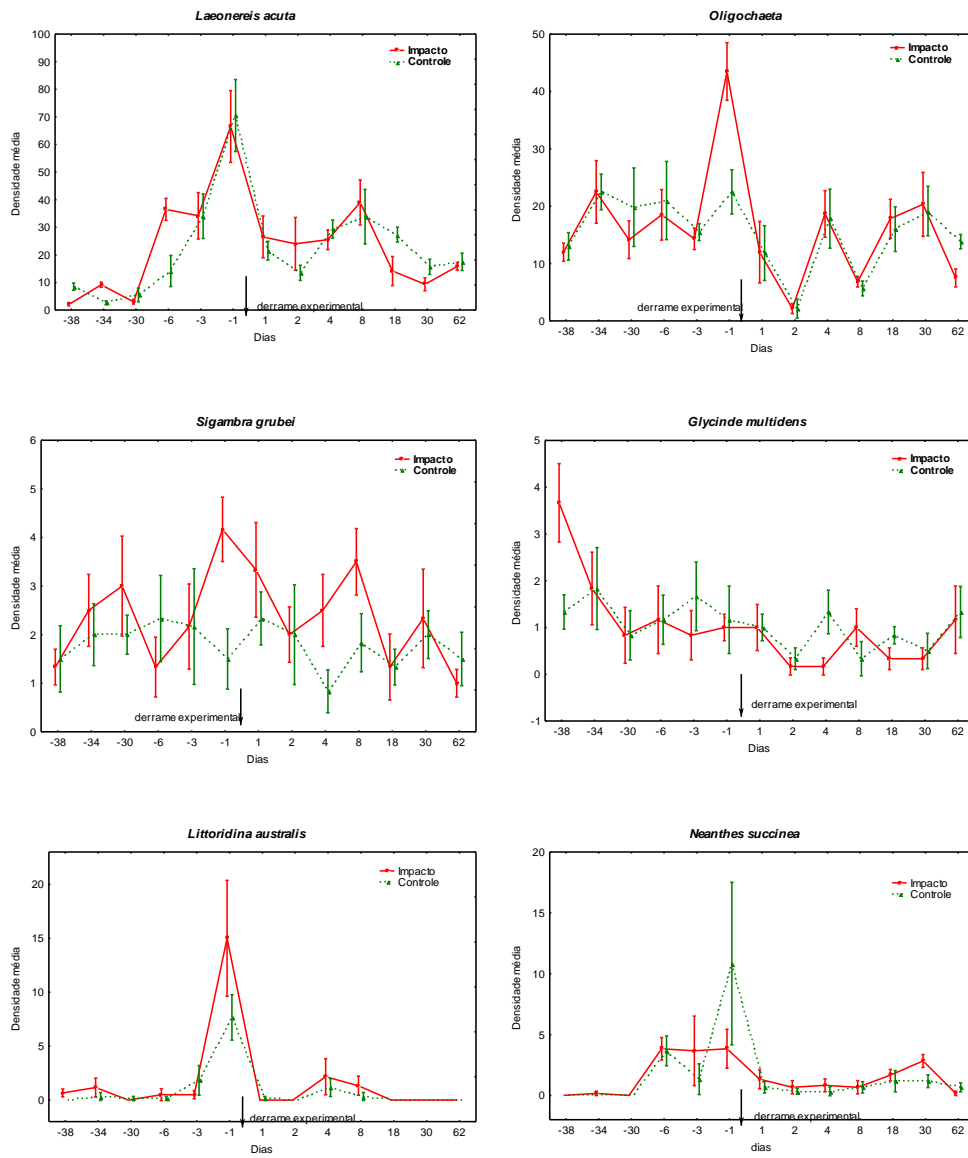 Laeonereis acuta
100
90
80
70
60
50
40
30
20
10
0
Densidade média
Impacto
Controle
derrame experimental
-38 -34 -30 -6 -3 -1 1 2 4 8 18 30 62
Dias
Oligochaeta
50
40
30
20
10
0
Densidade média
Impacto
Controle
derrame experimental
-38 -34 -30 -6 -3 -1 1 2 4 8 18 30 62
Dias
Sigambra grubei
6
5
4
3
2
1
0
Densidade média
Impacto
Controle
derrame experimental
-38 -34 -30 -6 -3 -1 1 2 4 8 18 30 62
Dias
Glycinde multidens
5
4
3
2
1
0
-1
Densidade média
Impacto
Controle
derrame experimental
-38 -34 -30 -6 -3 -1 1 2 4 8 18 30 62
Dias
Littoridina australis
20
15
10
5
0
Densidade média
Impacto
Controle
derrame experimental
-38 -34 -30 -6 -3 -1 1 2 4 8 18 30 62
Dias
Neanthes succinea
20
15
10
5
0
Densidade média
Impacto
Controle
derrame experimental
-38 -34 -30 -6 -3 -1 1 2 4 8 18 30 62
dias